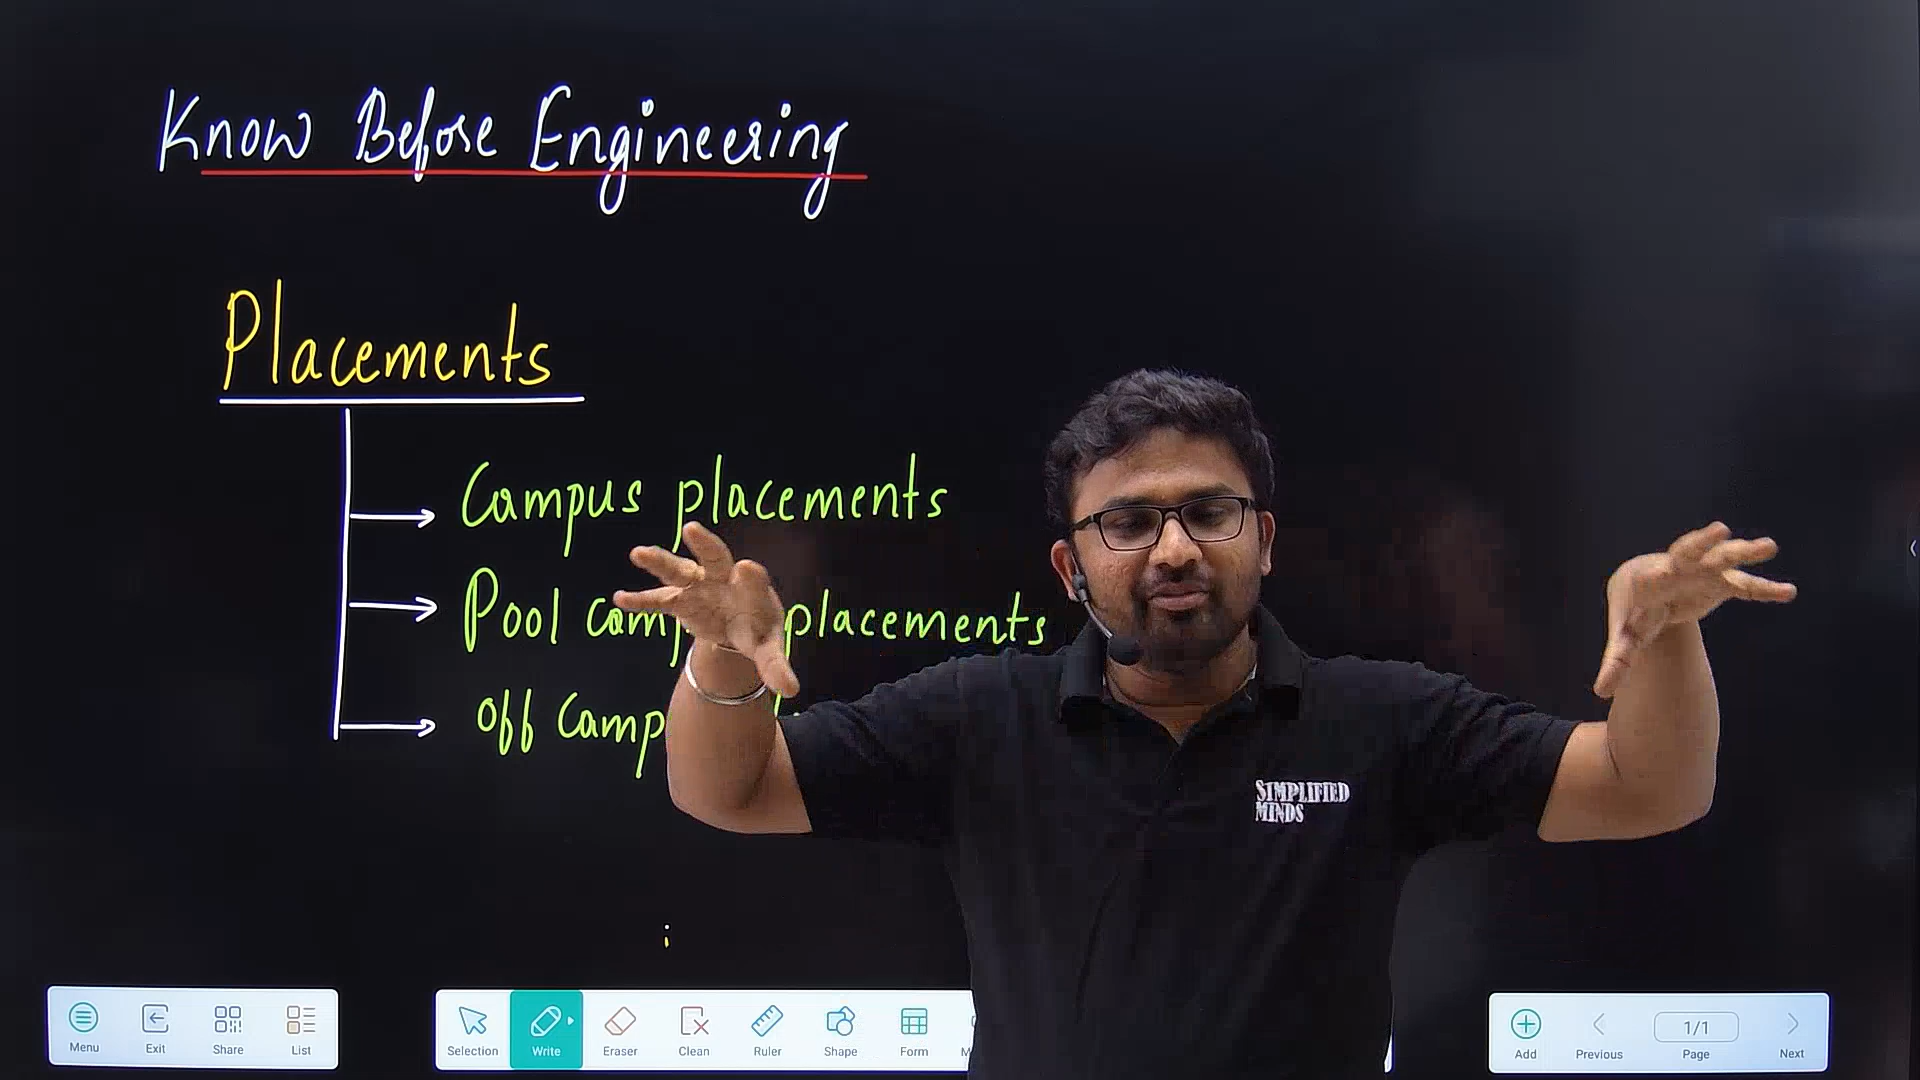 Know Before Engineering
Placements
Campus placements
Pool placements
off
SIMPLIFIED
MINDS
Menu
Exit
Share
List
Selection
Write
Eraser
Clean
Ruler
Shape
Form
Add
Previous
1/1
Page
Next